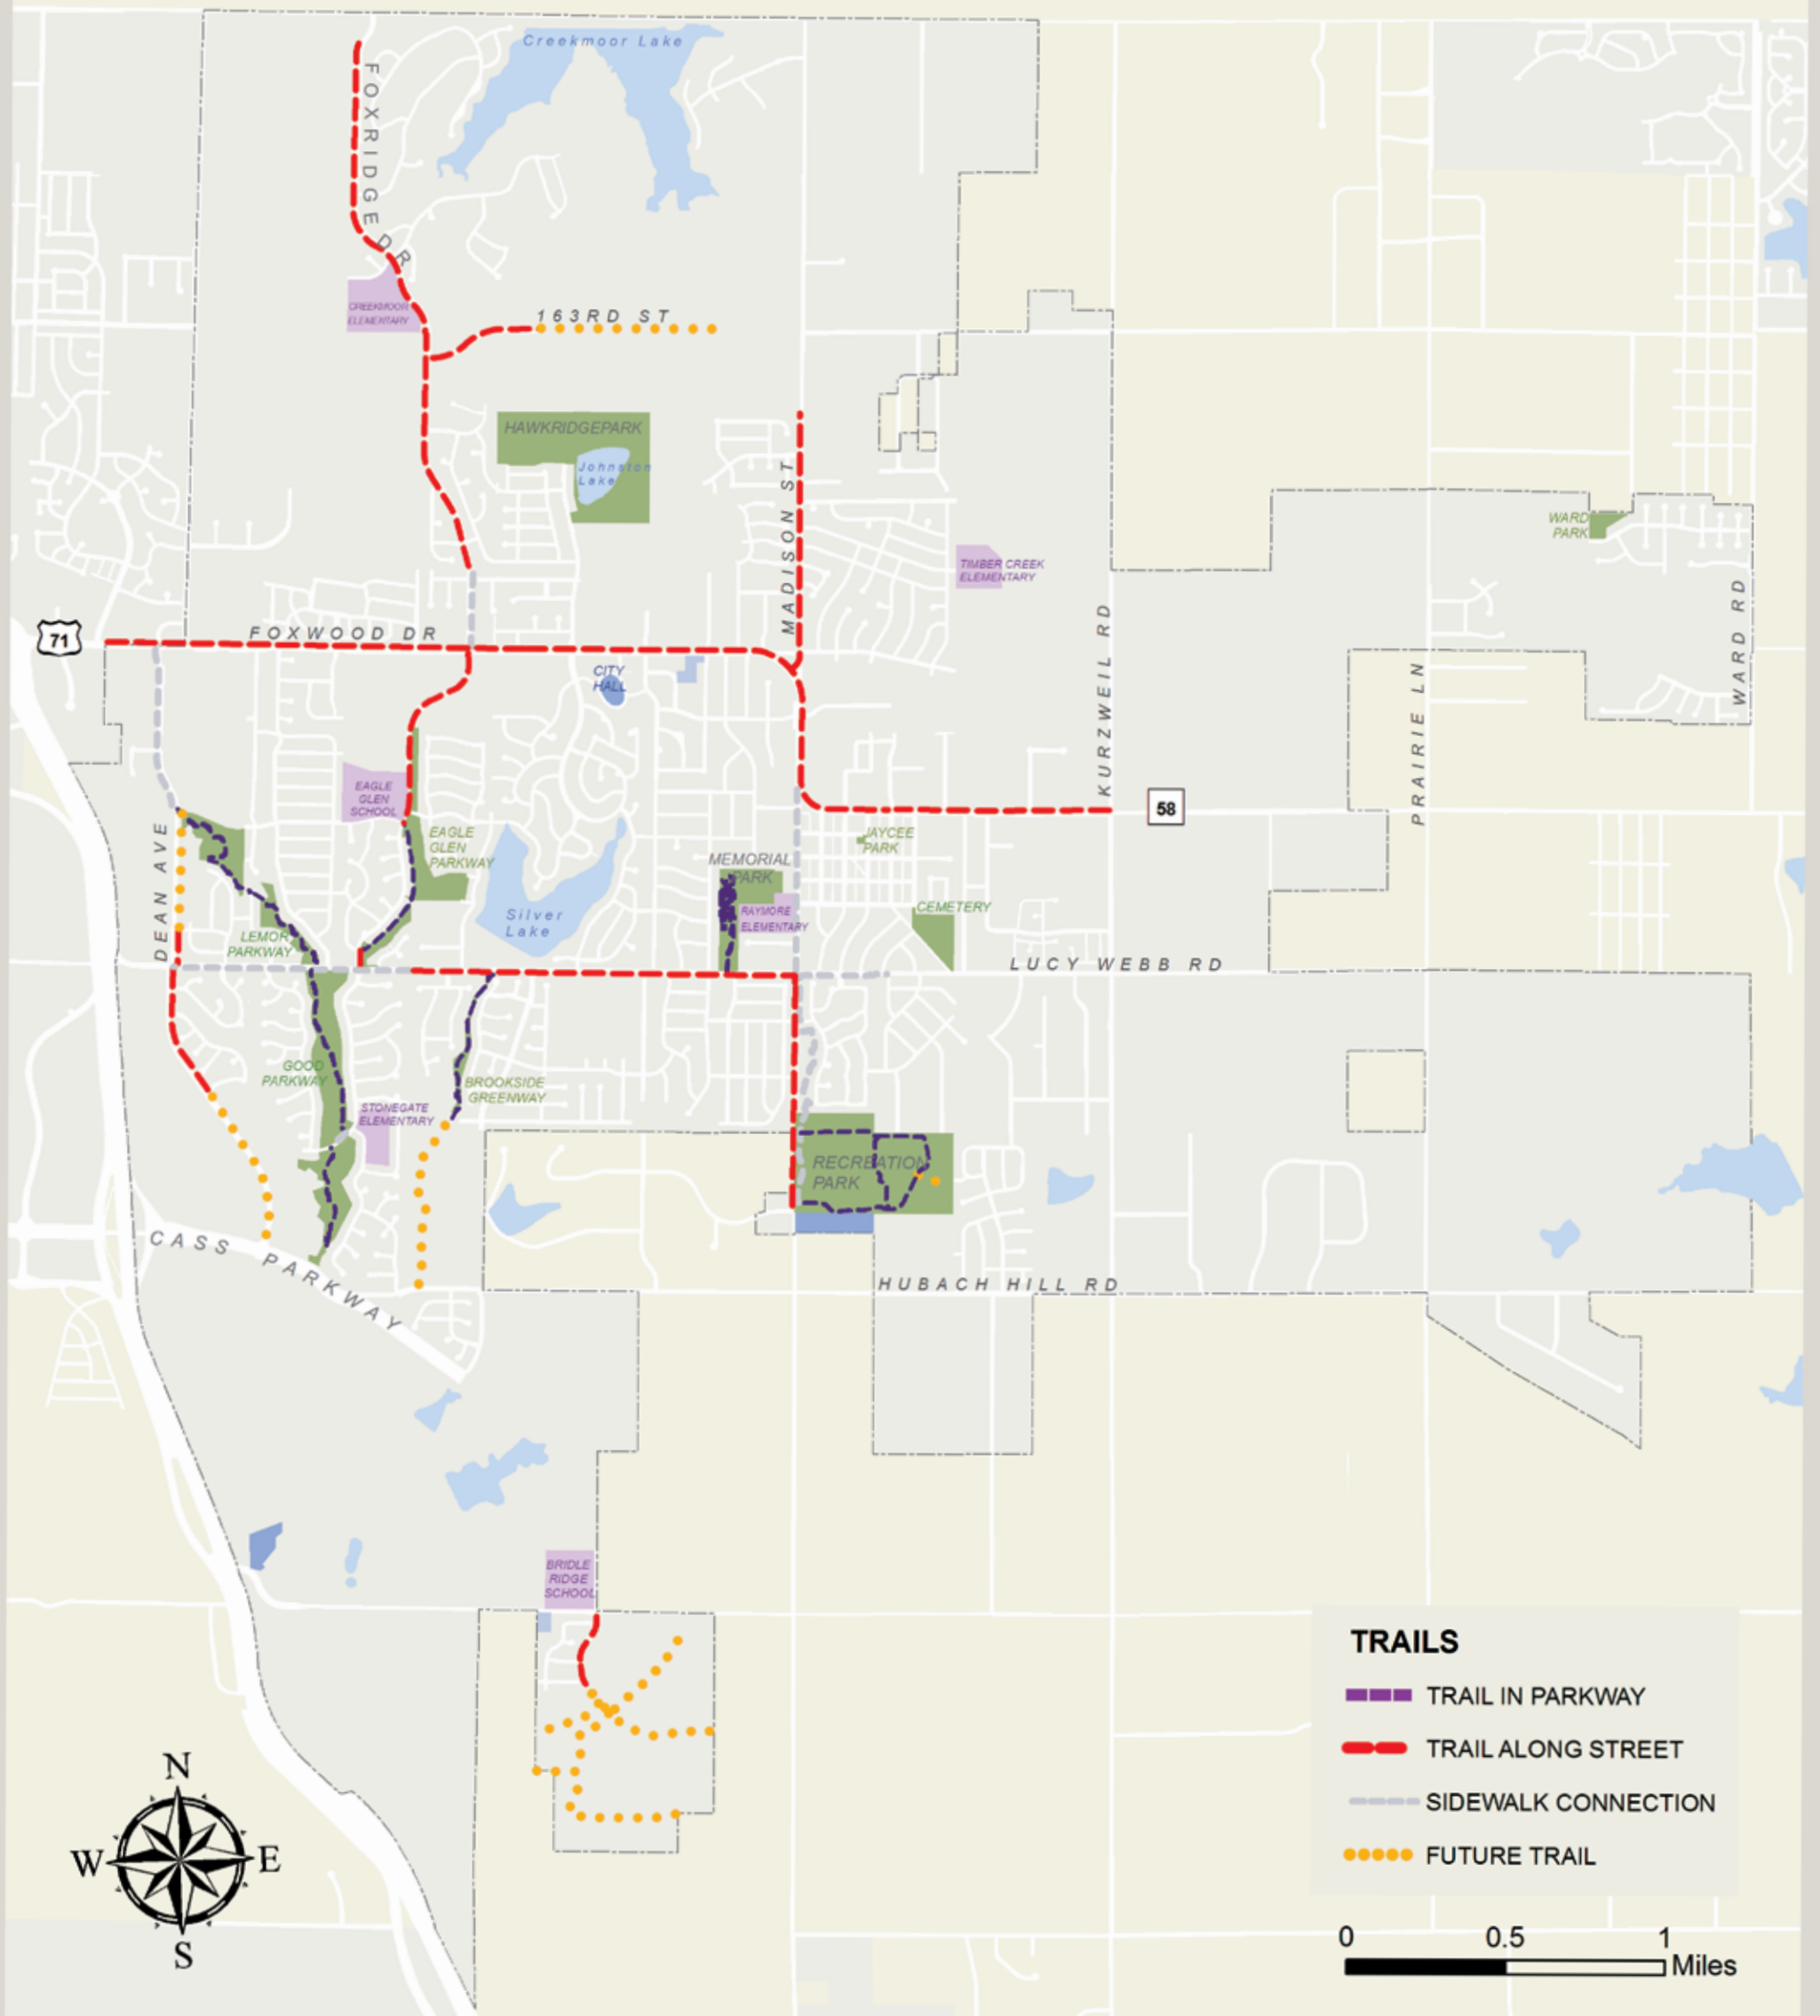 Creekmoor Lake
FOXRIDGE DR
CREEKMOOR
ELEMENTARY
163RD ST
HAWKRIDGEPARK
Johnston
Lake
MADISON ST
WARD
PARK
TIMBER CREEK
ELEMENTARY
71
FOXWOOD DR
CITY
HALL
KURZWEIL RD
PRAIRIE LN
WARD RD
EAGLE
GLEN
SCHOOL
58
DEAN AVE
EAGLE
GLEN
PARKWAY
JAYCEE
PARK
MEMORIAL
PARK
RAYMORE
ELEMENTARY
CEMETERY
Silver
Lake
LEMOR
PARKWAY
LUCY WEBB RD
GOOD
PARKWAY
BROOKSIDE
GREENWAY
STONEGATE
ELEMENTARY
RECREATION
PARK
CASS PARKWAY
HUBACH HILL RD
BRIDLE
RIDGE
SCHOOL
TRAILS
TRAIL IN PARKWAY
TRAIL ALONG STREET
SIDEWALK CONNECTION
FUTURE TRAIL
N
W E
S
0 0.5 1
Miles